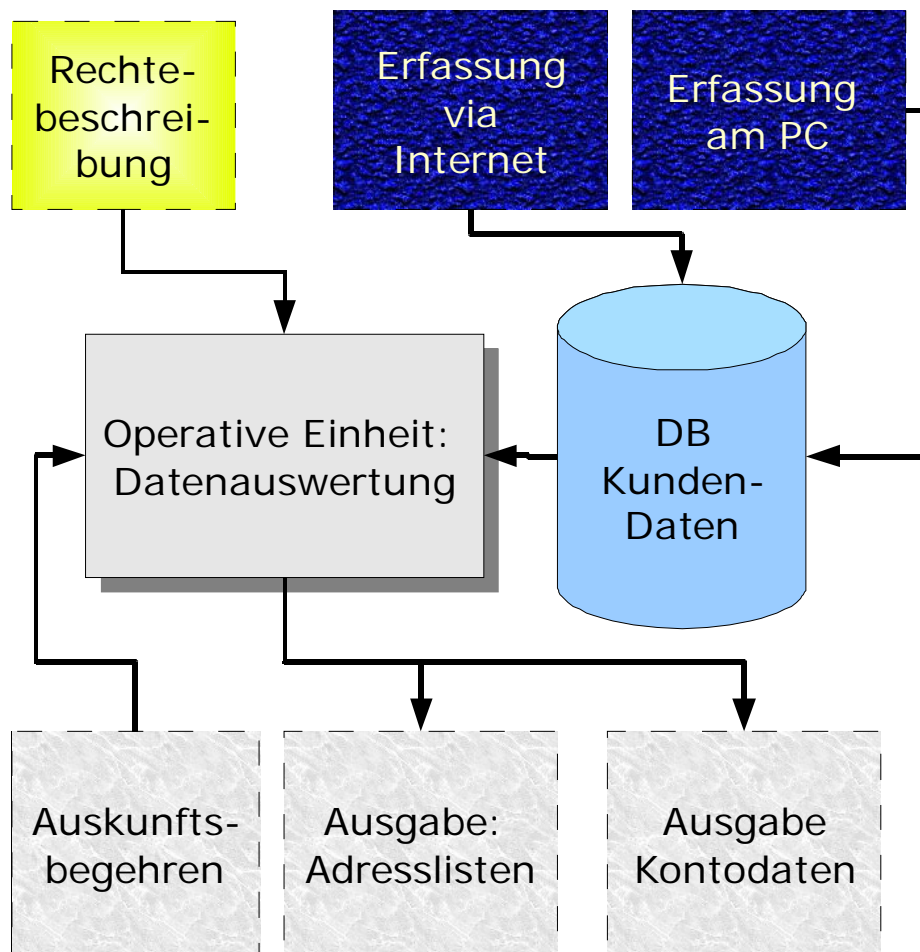 Rechte-
beschrei-
bung
Erfassung
via
Internet
Erfassung
am PC
Operative Einheit:
Datenauswertung
DB
Kunden-
Daten
Auskunfts-
begehren
Ausgabe:
Adresslisten
Ausgabe
Kontodaten